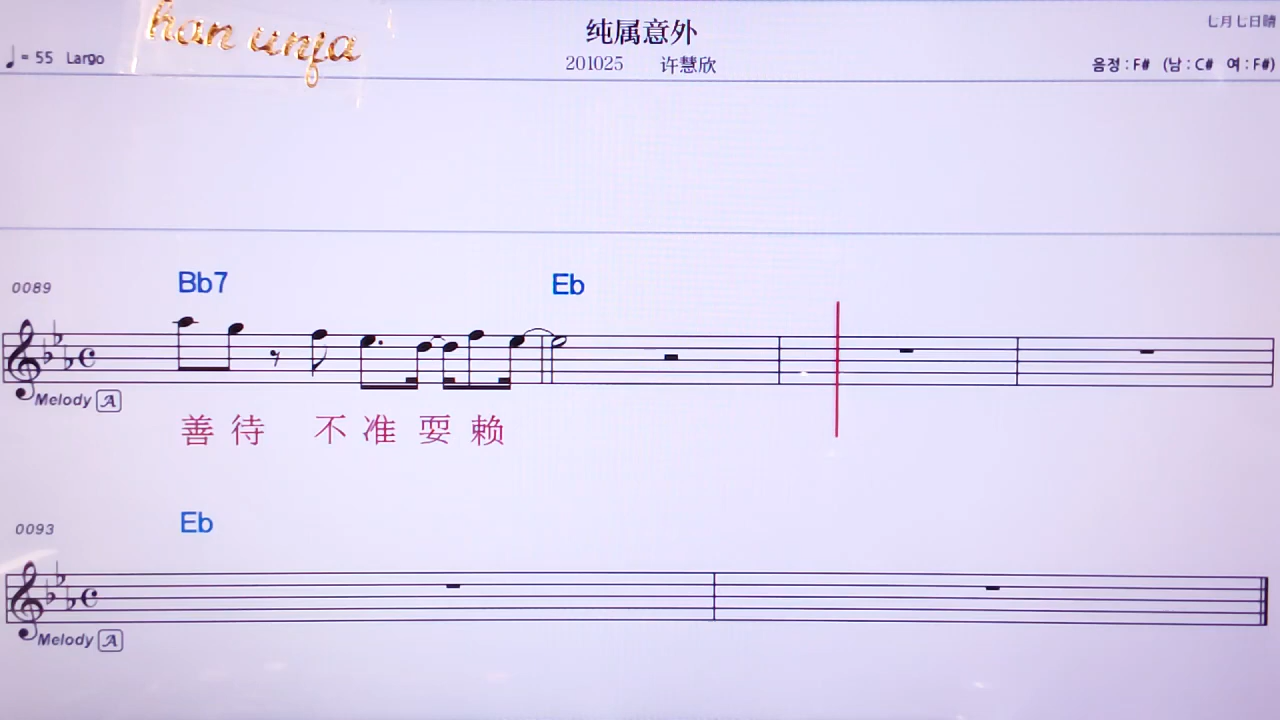 han unja
纯属意外
七月七日晴
♩= 55 Largo
201025 许慧欣
음정 : F# (남 : C# 여 : F#)
0089
Bb7 Eb
Melody A
善待 不准耍赖
0093
Eb
Melody A